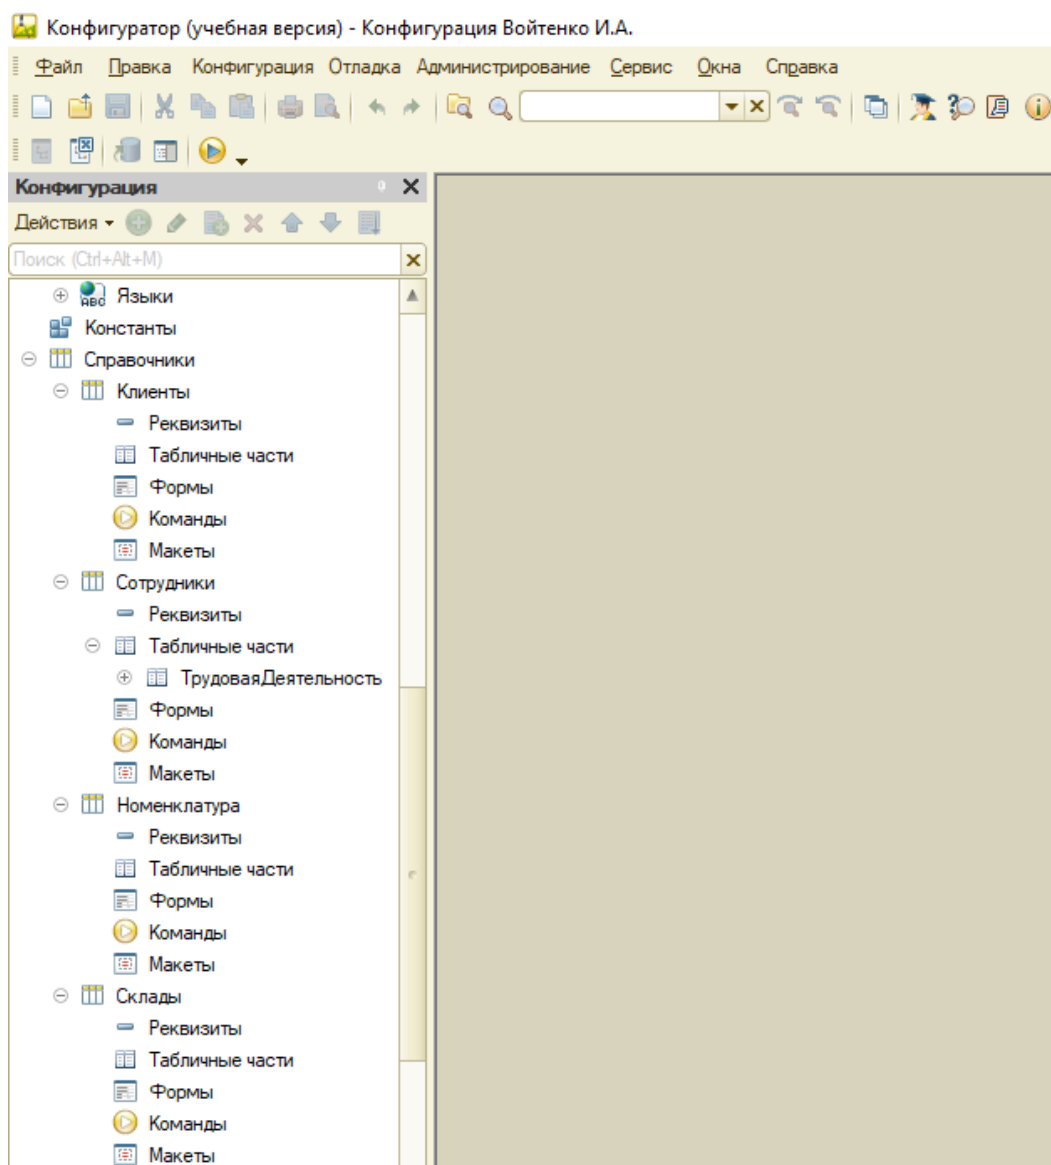 Конфигуратор (учебная версия) - Конфигурация Войтенко И.А.
Файл Правка Конфигурация Отладка Администрирование Сервис Окна Справка
Конфигурация
Действия
Поиск (Ctrl+Alt+M)
ABC Языки
Константы
Справочники
Клиенты
Реквизиты
Табличные части
Формы
Команды
Макеты
Сотрудники
Реквизиты
Табличные части
ТрудоваяДеятельность
Формы
Команды
Макеты
Номенклатура
Реквизиты
Табличные части
Формы
Команды
Макеты
Склады
Реквизиты
Табличные части
Формы
Команды
Макеты